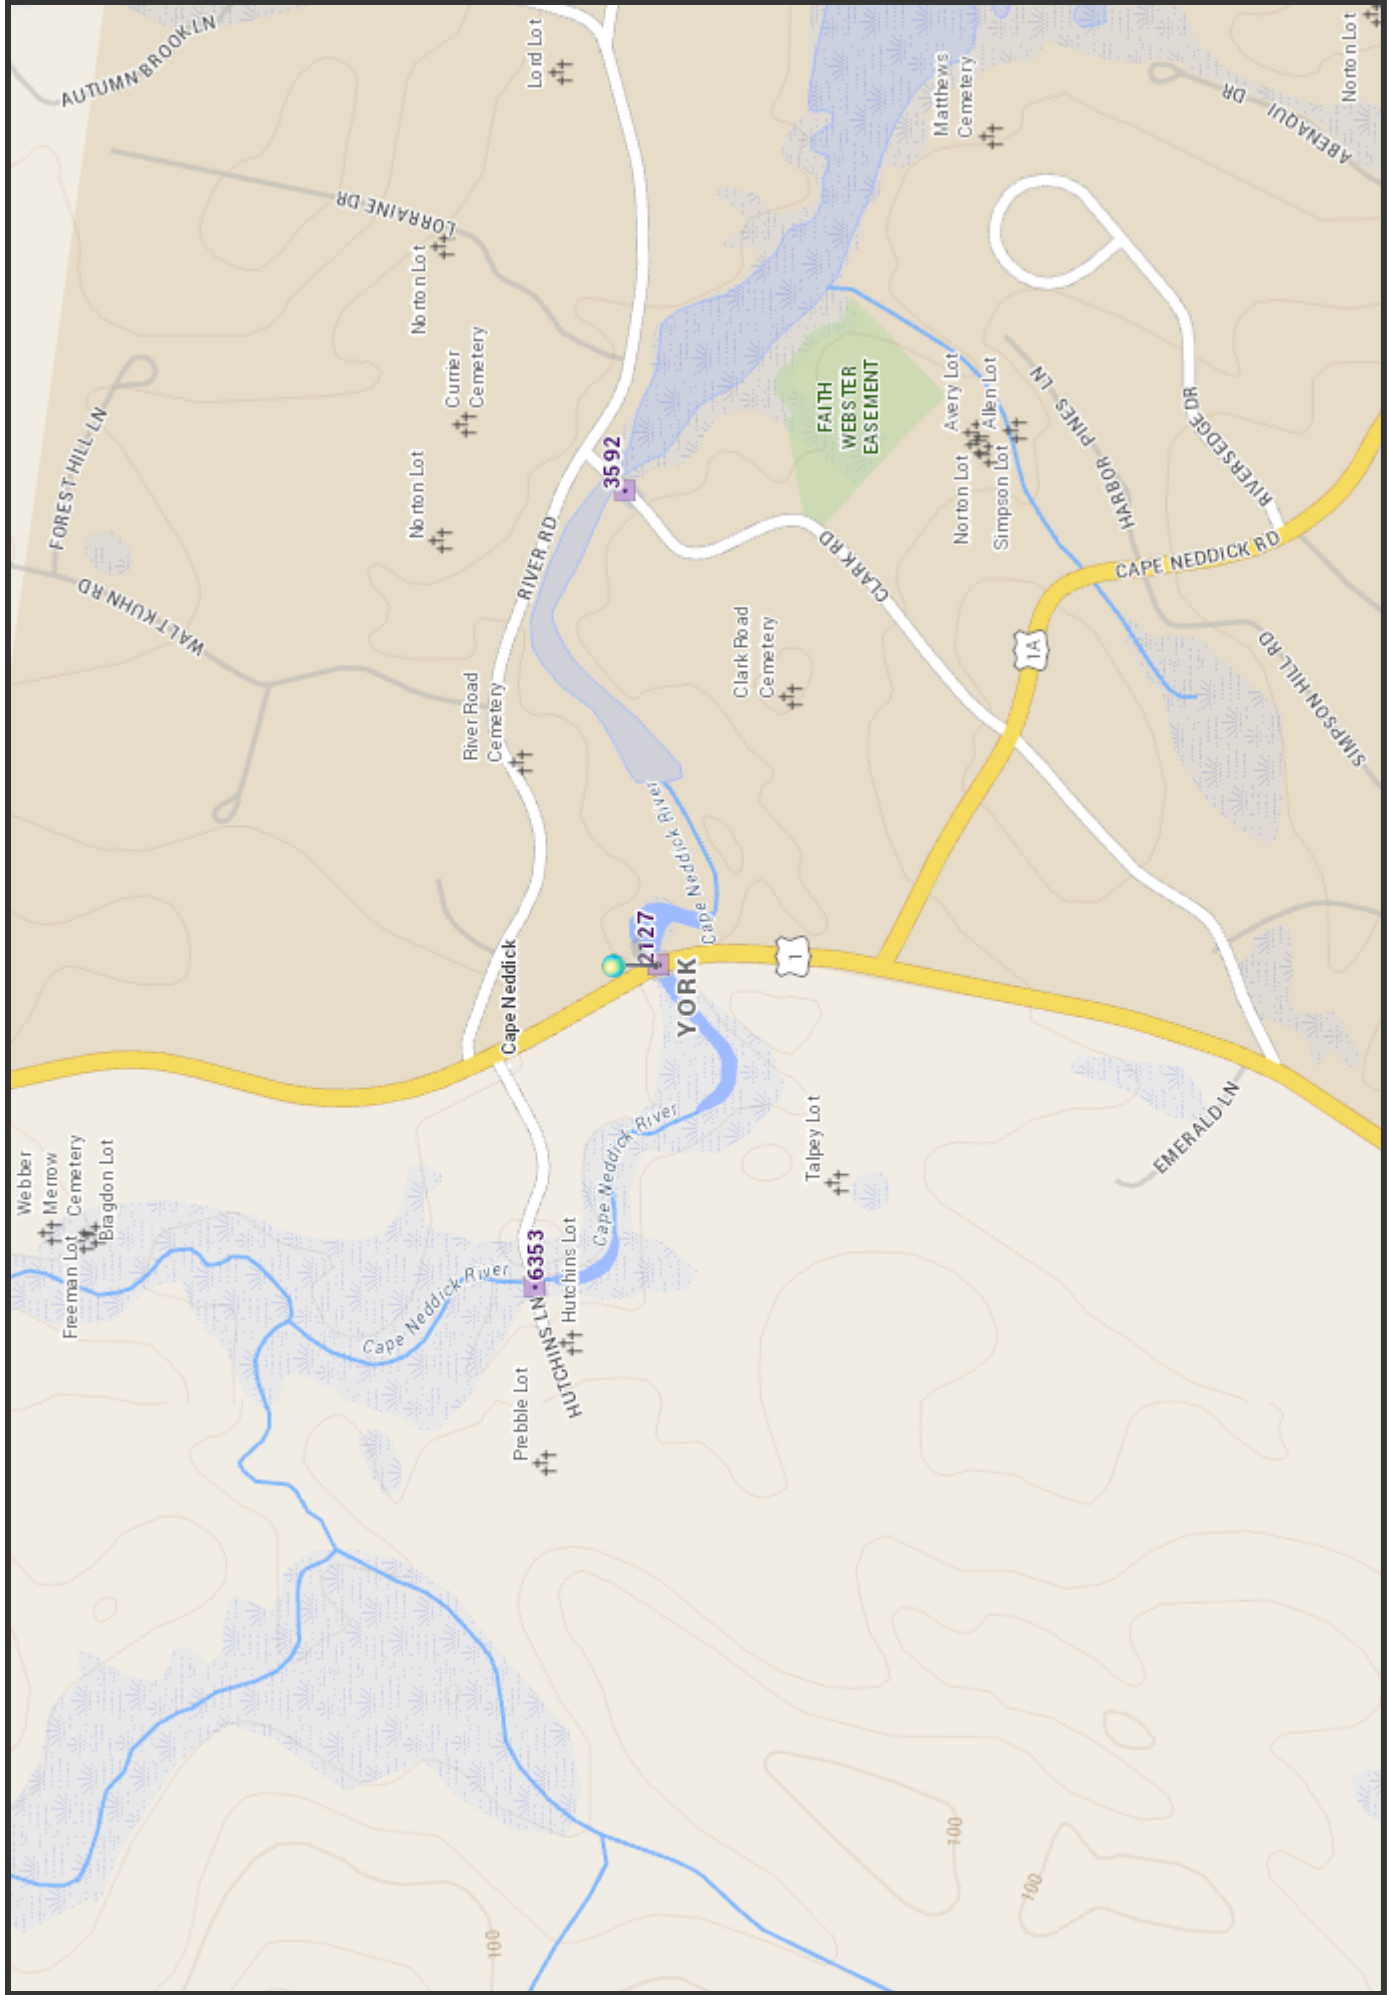 AUTUMN BROOK LN
Lord Lot
Matthews
Cemetery
Norton Lot
ABENAQUI DR
LORRAINE DR
Norton Lot
Currier
Cemetery
Norton Lot
FOREST HILL LN
WALT KUHN RD
RIVER RD
3592
FAITH
WEBSTER
EASEMENT
Avery Lot
Allen Lot
Norton Lot
Simpson Lot
HARBOR PINES LN
RIVERSEDGE DR
CAPE NEDDICK RD
CLARK RD
1A
SIMPSON HILL RD
Clark Road
Cemetery
River Road
Cemetery
Cape Neddick River
Cape Neddick River
2127
YORK
1
Cape Neddick
Cape Neddick River
Talpey Lot
EMERALD LN
Webber
Merrow
Cemetery
Freeman Lot
Bragdon Lot
Cape Neddick River
6353
Hutchins Lot
HUTCHINS LN
Prebble Lot
100
100
100